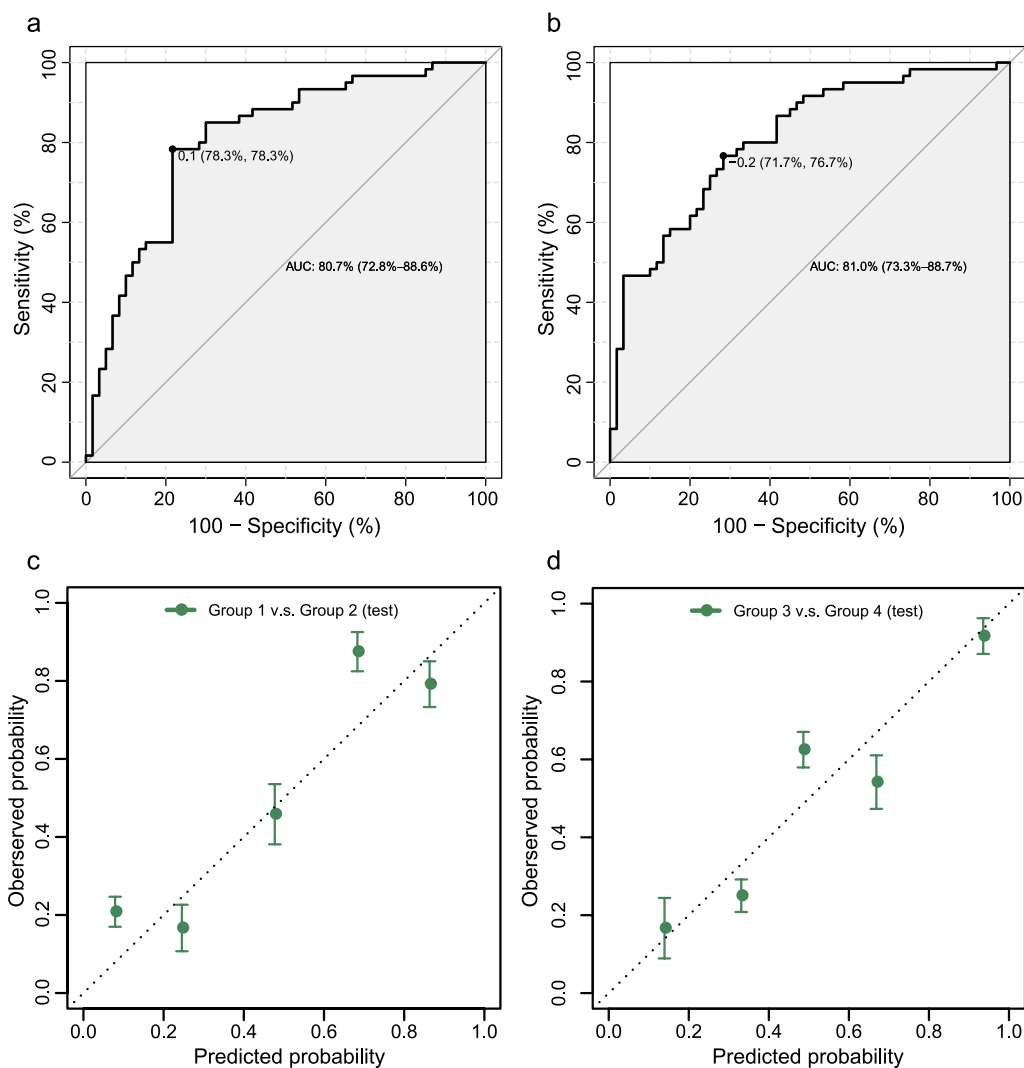 a
100
80
60
40
20
0
Sensitivity (%)
0.1 (78.3%, 78.3%)
AUC: 80.7% (72.8%–88.6%)
0 20 40 60 80 100
100 − Specificity (%)
b
100
80
60
40
20
0
Sensitivity (%)
−0.2 (71.7%, 76.7%)
AUC: 81.0% (73.3%–88.7%)
0 20 40 60 80 100
100 − Specificity (%)
c
1.0
0.8
0.6
0.4
0.2
0.0
Oberserved probability
Group 1 v.s. Group 2 (test)
0.0 0.2 0.4 0.6 0.8 1.0
Predicted probability
d
1.0
0.8
0.6
0.4
0.2
0.0
Oberserved probability
Group 3 v.s. Group 4 (test)
0.0 0.2 0.4 0.6 0.8 1.0
Predicted probability